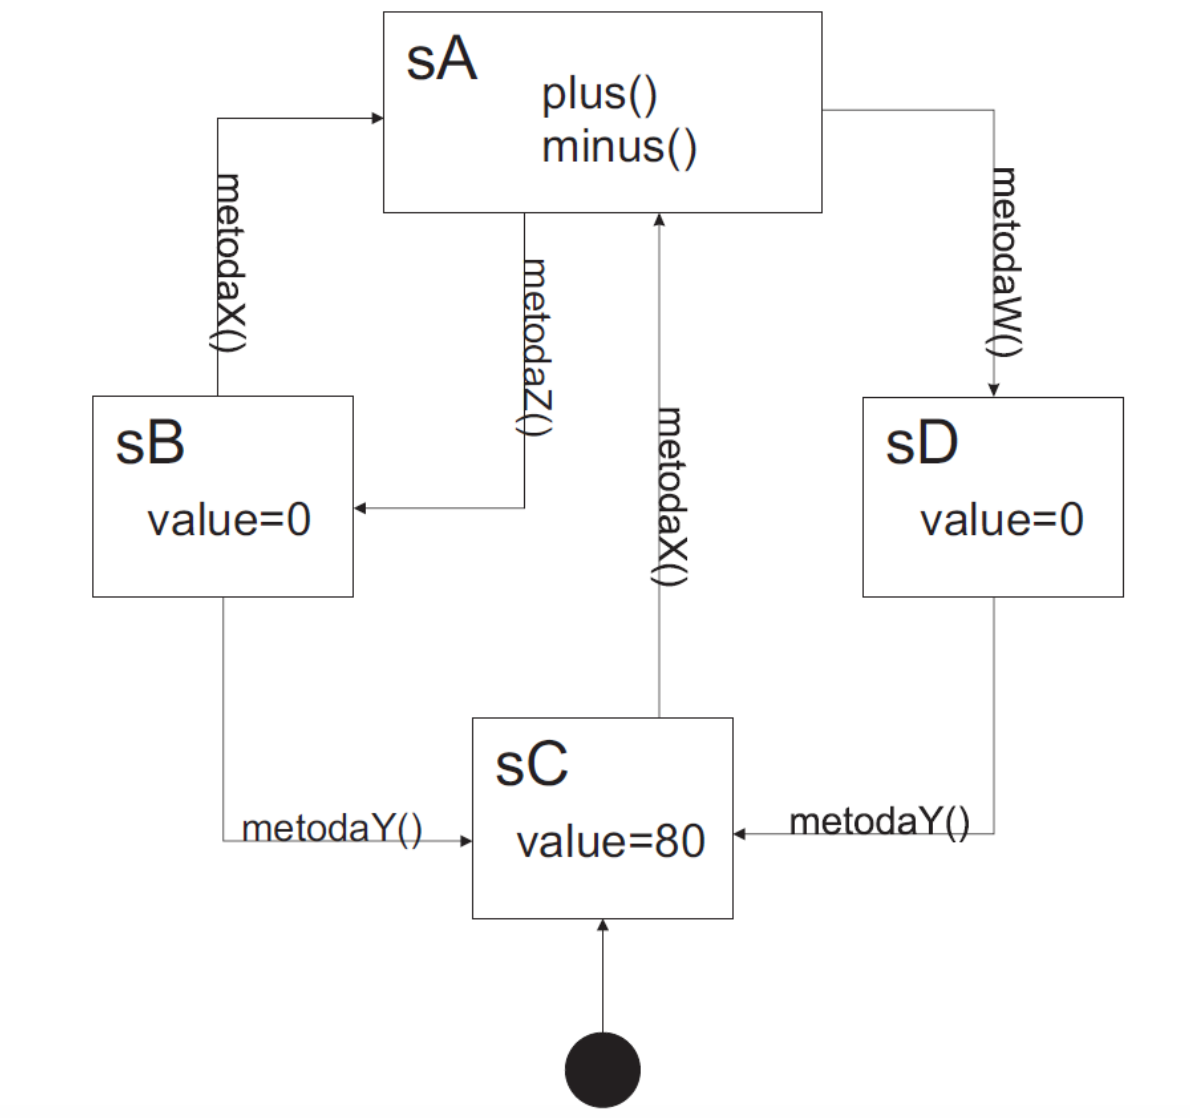 sA
plus()
minus()
metodaX()
metodaZ()
metodaW()
sB
value=0
metodaX()
sD
value=0
sC
value=80
metodaY()
metodaY()